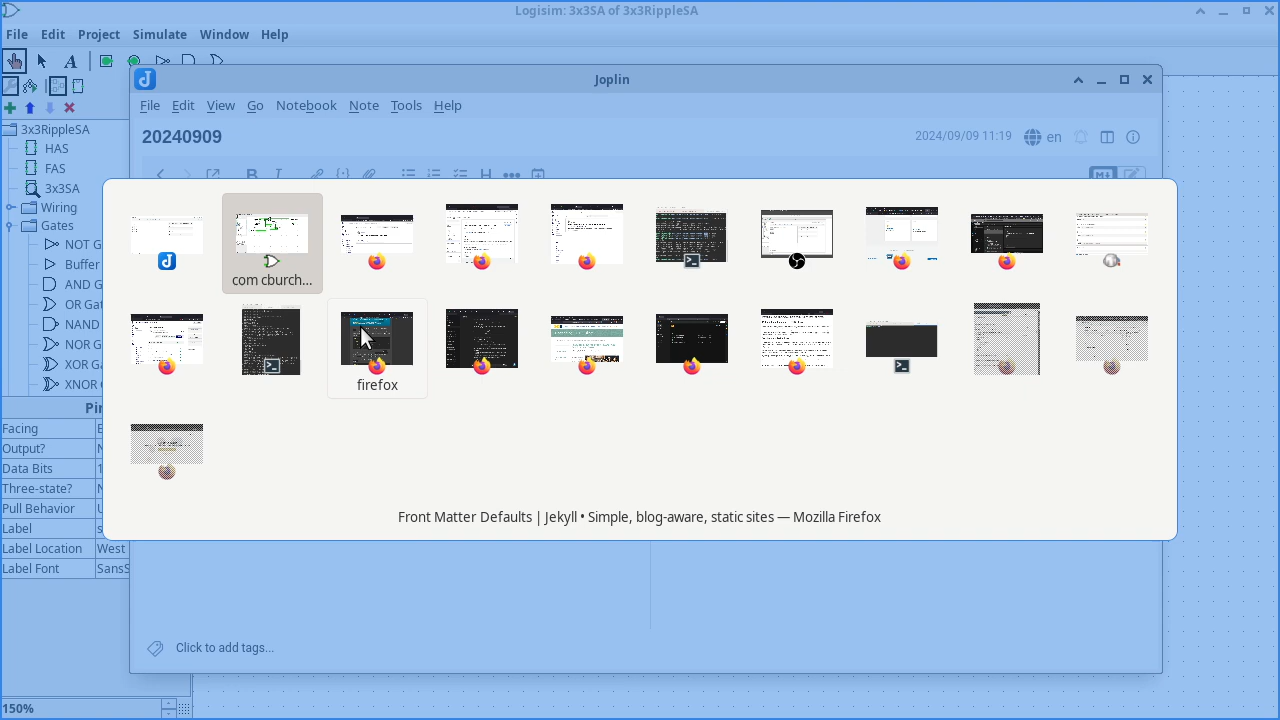 Logisim: 3x3SA of 3x3RippleSA
File Edit Project Simulate Window Help
A
Joplin
File Edit View Go Notebook Note Tools Help
20240909
2024/09/09 11:19
en
3x3RippleSA
HAS
FAS
3x3SA
Wiring
Gates
NOT G
Buffer
AND G
OR Gat
NAND
NOR G
XOR G
XNOR
com cburch...
firefox
Front Matter Defaults | Jekyll • Simple, blog-aware, static sites — Mozilla Firefox
Pin
Facing E
Output? N
Data Bits 1
Three-state? N
Pull Behavior U
Label s
Label Location West
Label Font SansS
Click to add tags...
150%